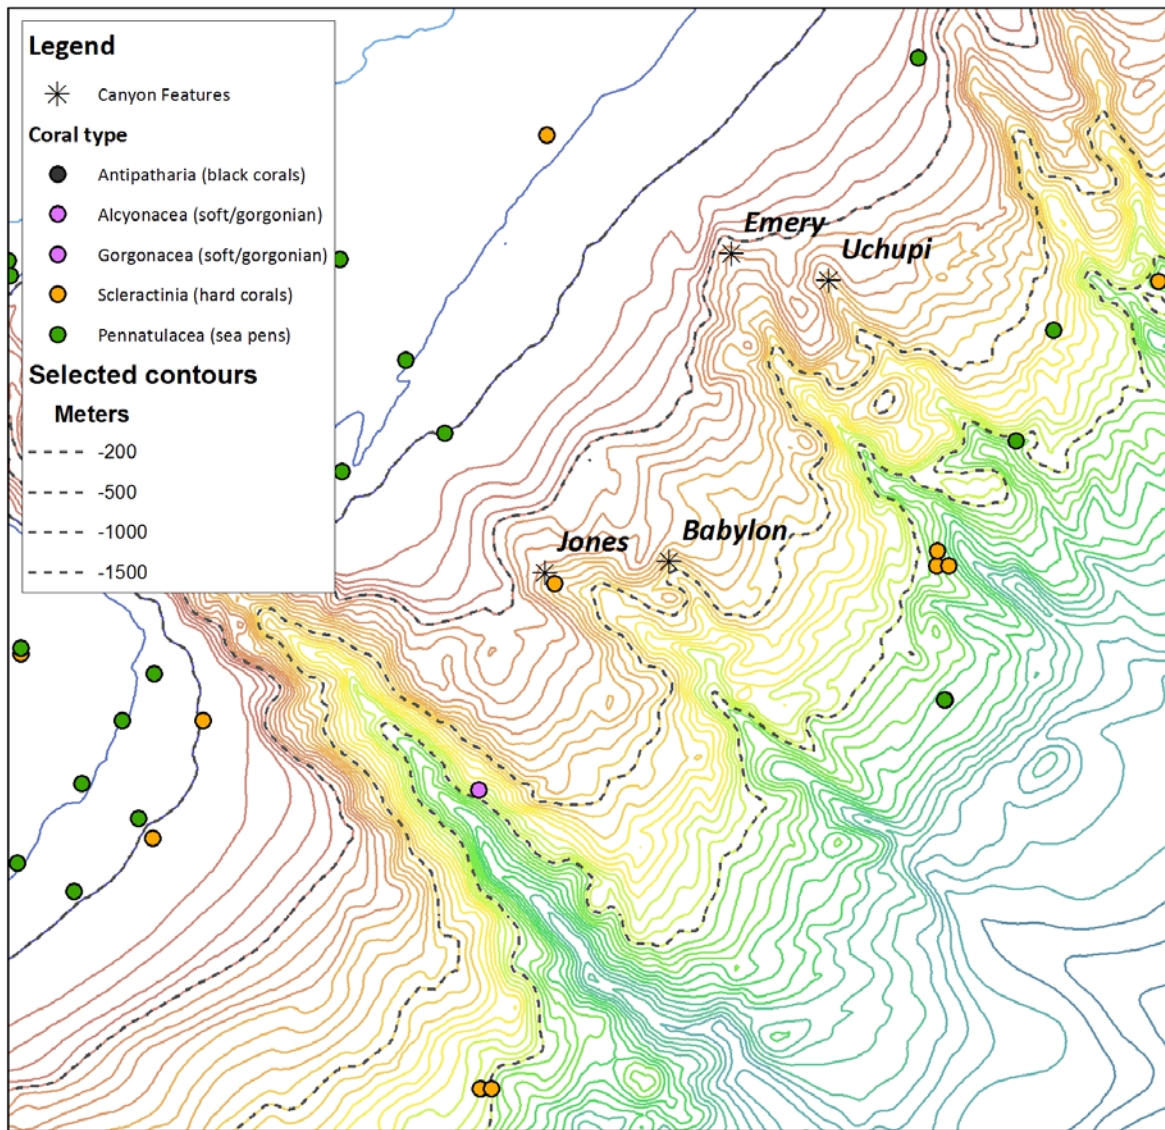 Legend
Canyon Features
Coral type
Antipatharia (black corals)
Alcyonacea (soft/gorgonian)
Gorgonacea (soft/gorgonian)
Scleractinia (hard corals)
Pennatulacea (sea pens)
Selected contours
Meters
-200
-500
-1000
-1500
Emery
Uchupi
Jones
Babylon